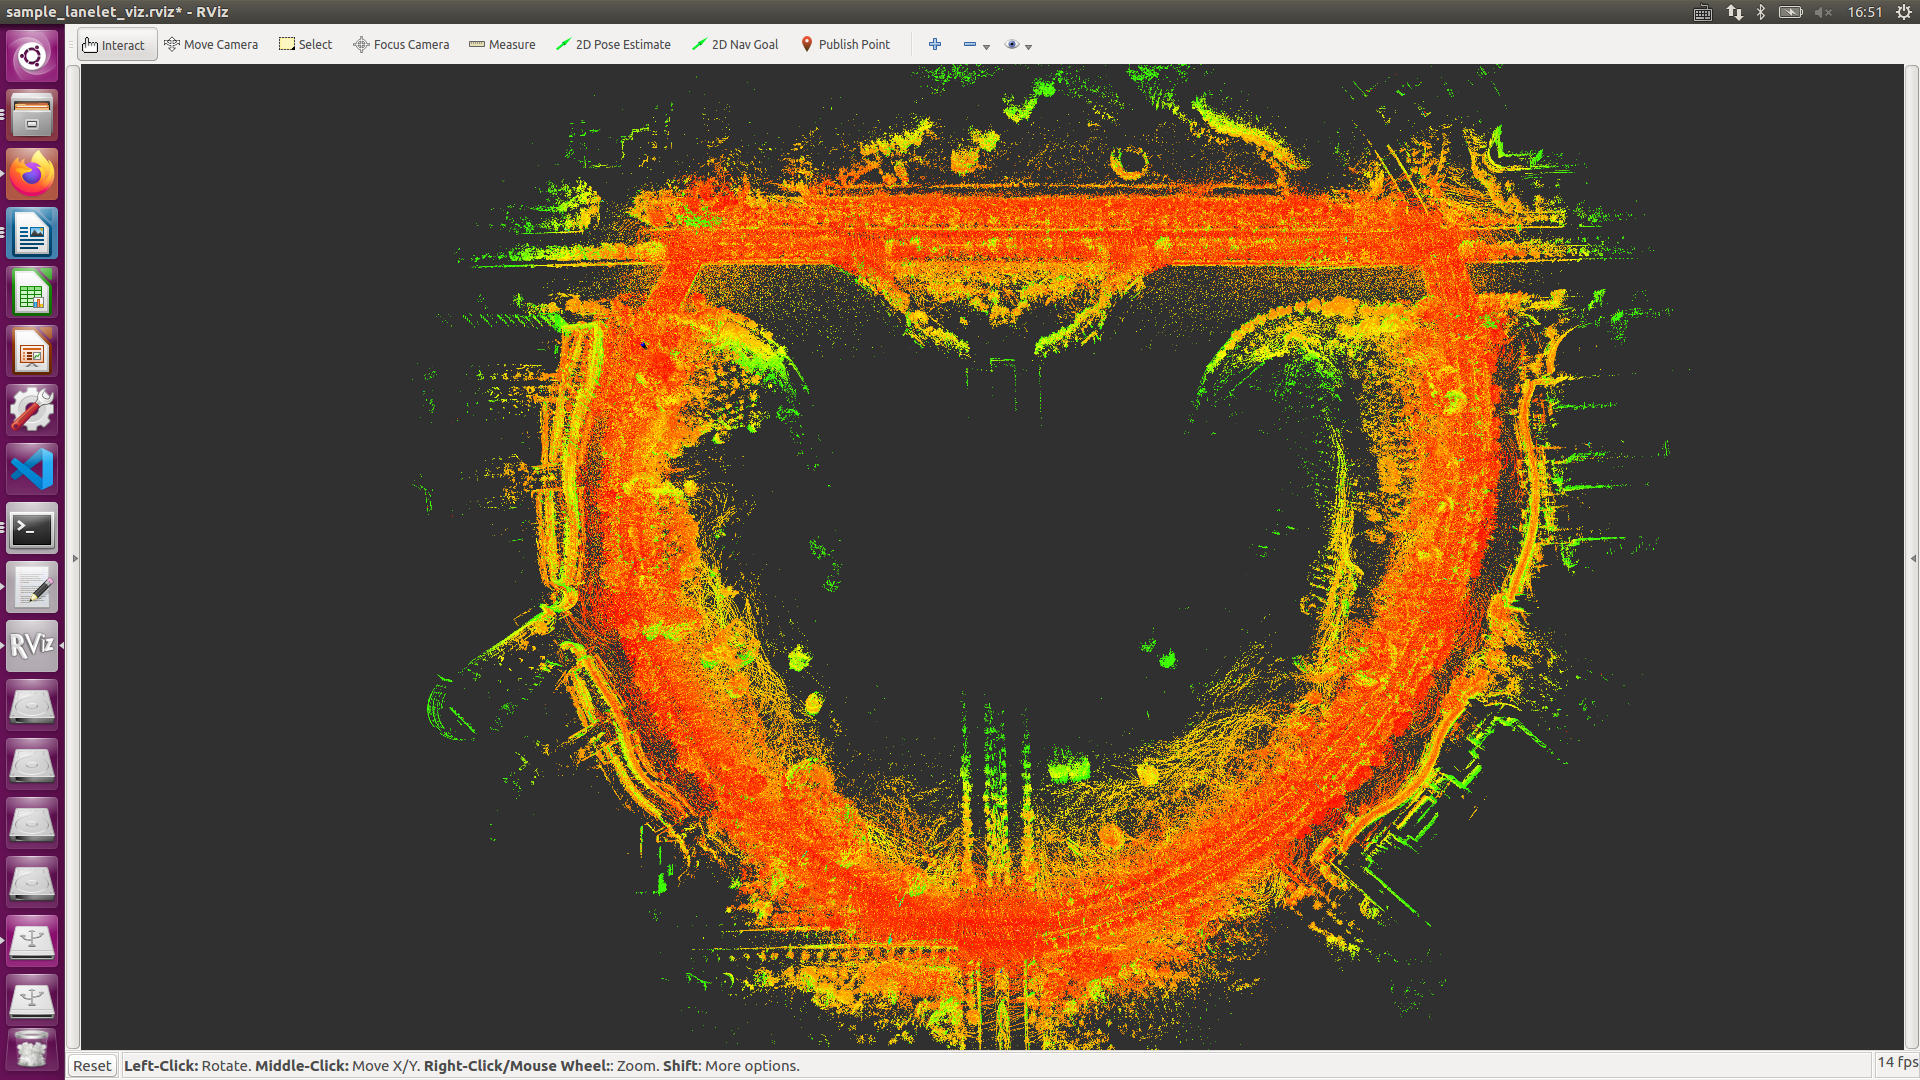 sample_lanelet_viz.rviz* - RViz
16:51
Interact
Move Camera
Select
Focus Camera
Measure
2D Pose Estimate
2D Nav Goal
Publish Point
RViz
Reset
Left-Click: Rotate. Middle-Click: Move X/Y. Right-Click/Mouse Wheel:: Zoom. Shift: More options.
14 fps